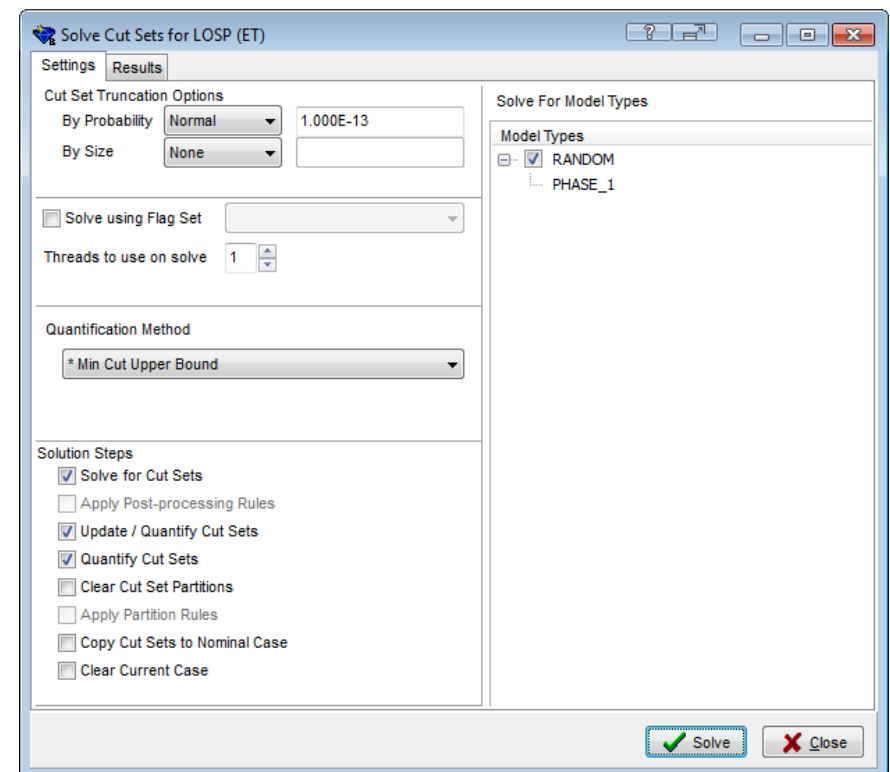 Solve Cut Sets for LOSP (ET)
?
Settings Results
Cut Set Truncation Options
By Probability Normal 1.000E-13
By Size None
Solve using Flag Set
Threads to use on solve 1
Quantification Method
* Min Cut Upper Bound
Solution Steps
Solve for Cut Sets
Apply Post-processing Rules
Update / Quantify Cut Sets
Quantify Cut Sets
Clear Cut Set Partitions
Apply Partition Rules
Copy Cut Sets to Nominal Case
Clear Current Case
Solve For Model Types
Model Types
RANDOM
PHASE_1
Solve Close